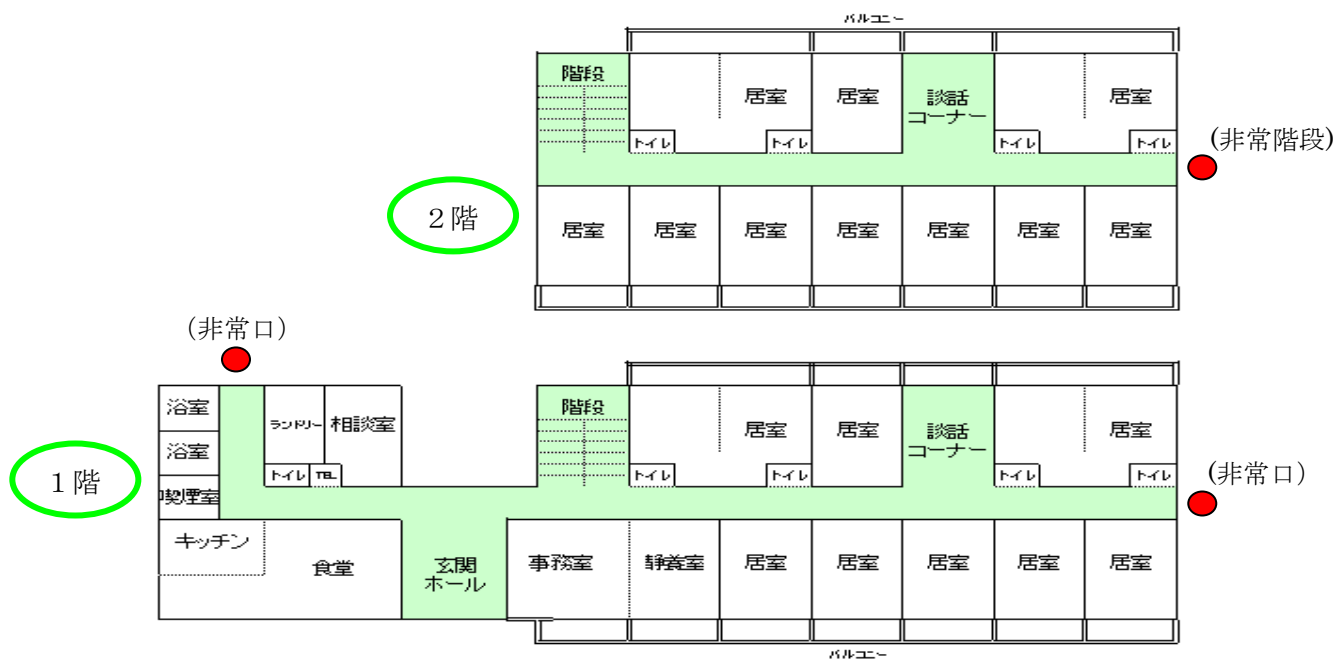 バルコニー
階段
居室
居室
談話
コーナー
居室
トイレ
トイレ
トイレ
トイレ
(非常階段)
2階
居室
居室
居室
居室
居室
居室
居室
(非常口)
浴室
ランドリー
相談室
階段
居室
居室
談話
コーナー
居室
浴室
1階
トイレ
TEL
トイレ
トイレ
トイレ
トイレ
(非常口)
喫煙室
キッチン
食堂
玄関
ホール
事務室
静養室
居室
居室
居室
居室
居室
バルコニー